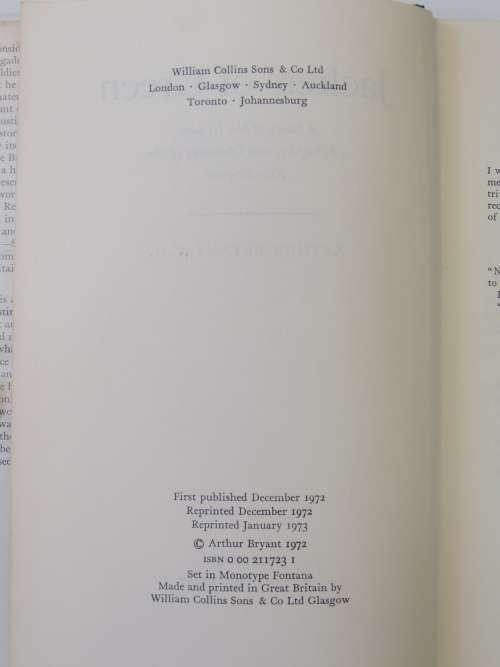 William Collins Sons & Co Ltd
London · Glasgow · Sydney · Auckland
Toronto · Johannesburg
First published December 1972
Reprinted December 1972
Reprinted January 1973
© Arthur Bryant 1972
ISBN 0 00 211723 1
Set in Monotype Fontana
Made and printed in Great Britain by
William Collins Sons & Co Ltd Glasgow